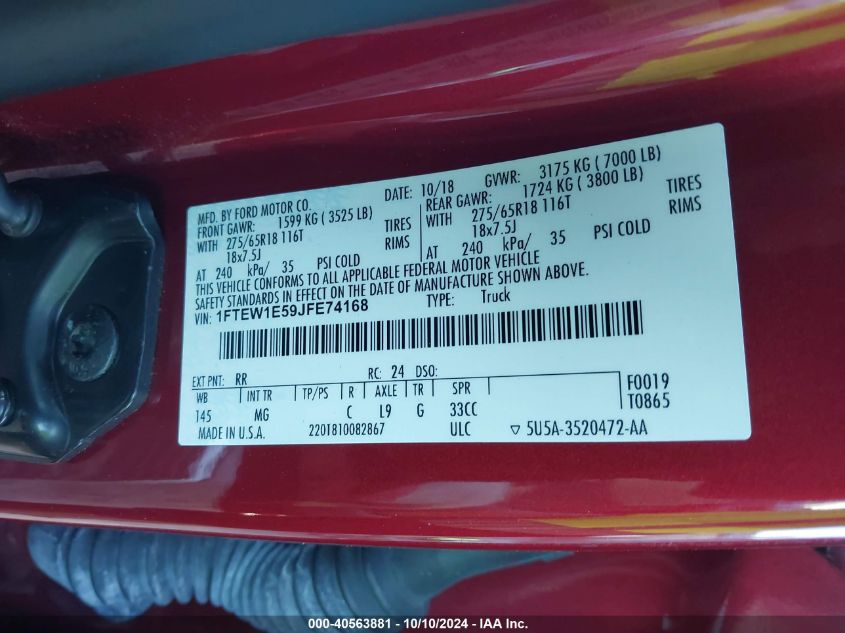 MFD. BY FORD MOTOR CO.
DATE: 10/18 GVWR: 3175 KG ( 7000 LB)
FRONT GAWR: 1599 KG ( 3525 LB)
REAR GAWR: 1724 KG ( 3800 LB)
WITH 275/65R18 116T TIRES
WITH 275/65R18 116T TIRES
18x7.5J RIMS
18x7.5J RIMS
AT 240 kPa/ 35 PSI COLD
AT 240 kPa/ 35 PSI COLD
THIS VEHICLE CONFORMS TO ALL APPLICABLE FEDERAL MOTOR VEHICLE
SAFETY STANDARDS IN EFFECT ON THE DATE OF MANUFACTURE SHOWN ABOVE.
VIN: 1FTEW1E59JFE74168 TYPE: Truck
EXT PNT: RR RC: 24 DSO:
WB INT TR TP/PS R AXLE TR SPR F0019
145 MG C L9 G 33CC T0865
MADE IN U.S.A. 220T810082867 ULC ▽ 5U5A-3520472-AA
000-40563881 - 10/10/2024 - IAA Inc.